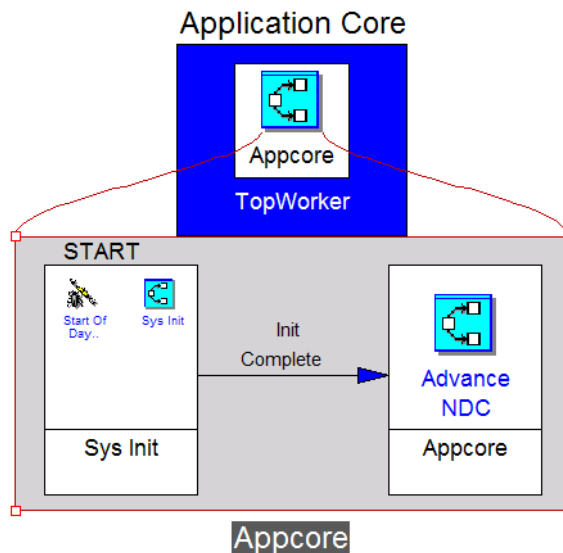 Application Core
Appcore
TopWorker
START
Start Of
Day..
Sys Init
Init
Complete
Advance
NDC
Sys Init
Appcore
Appcore